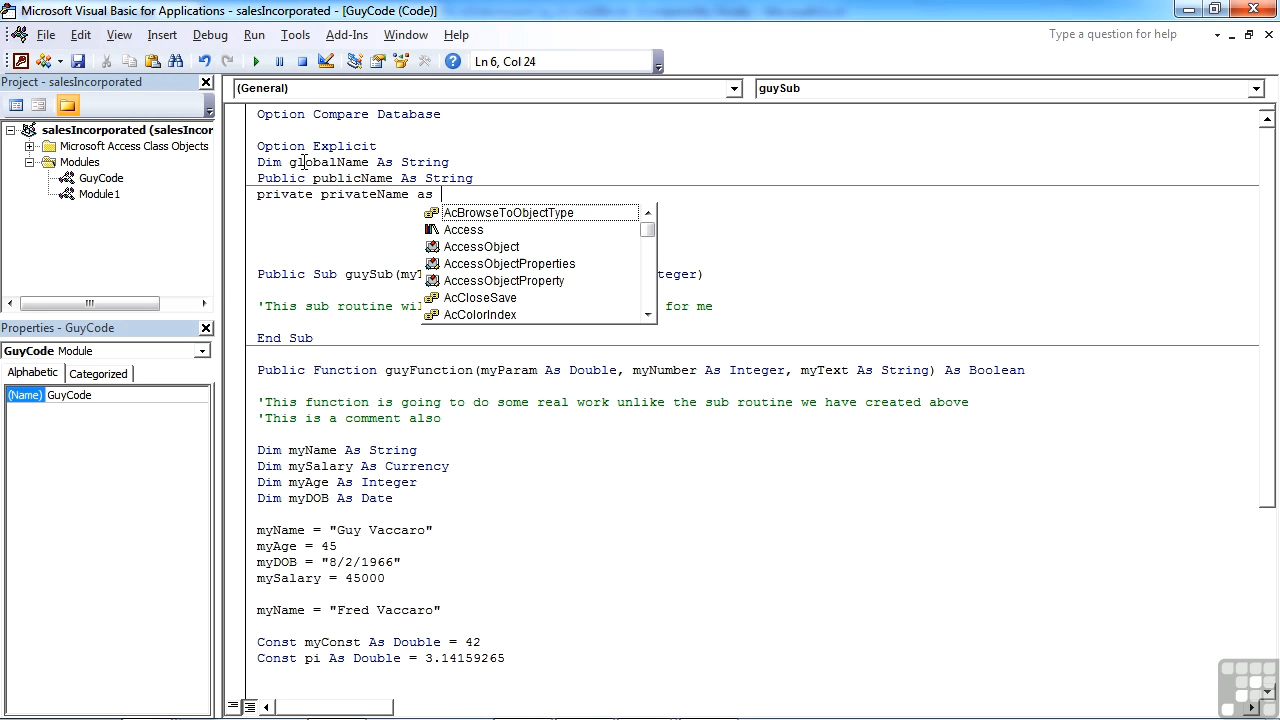 Microsoft Visual Basic for Applications - salesIncorporated - [GuyCode (Code)]
File Edit View Insert Debug Run Tools Add-Ins Window Help
Type a question for help
Ln 6, Col 24
Project - salesIncorporated
salesIncorporated (salesIncor
Microsoft Access Class Objects
Modules
GuyCode
Module1
Properties - GuyCode
GuyCode Module
Alphabetic Categorized
(Name) GuyCode
(General) guySub
Option Compare Database
Option Explicit
Dim globalName As String
Public publicName As String
private privateName as
AcBrowseToObjectType
Access
AccessObject
AccessObjectProperties
AccessObjectProperty
AcCloseSave
AcColorIndex
Public Sub guySub(my teger)
'This sub routine wil for me
End Sub
Public Function guyFunction(myParam As Double, myNumber As Integer, myText As String) As Boolean
'This function is going to do some real work unlike the sub routine we have created above
'This is a comment also
Dim myName As String
Dim mySalary As Currency
Dim myAge As Integer
Dim myDOB As Date
myName = "Guy Vaccaro"
myAge = 45
myDOB = "8/2/1966"
mySalary = 45000
myName = "Fred Vaccaro"
Const myConst As Double = 42
Const pi As Double = 3.14159265